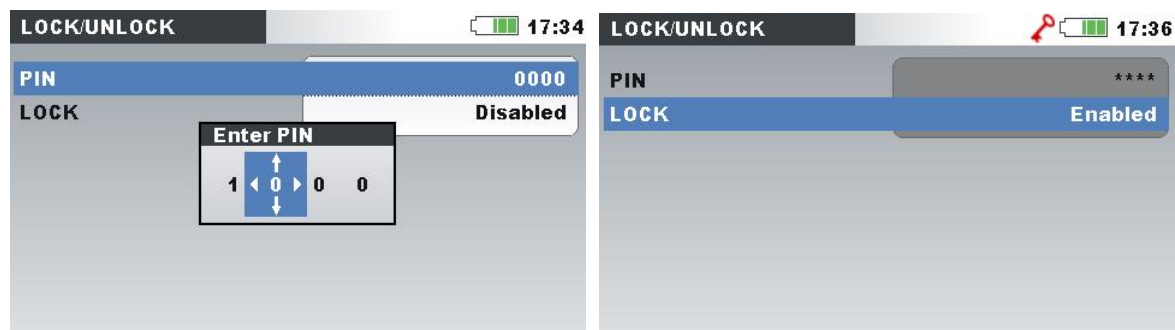 LOCK/UNLOCK 17:34
PIN 0000
LOCK Disabled
Enter PIN
1 0 0 0
LOCK/UNLOCK 17:36
PIN ****
LOCK Enabled